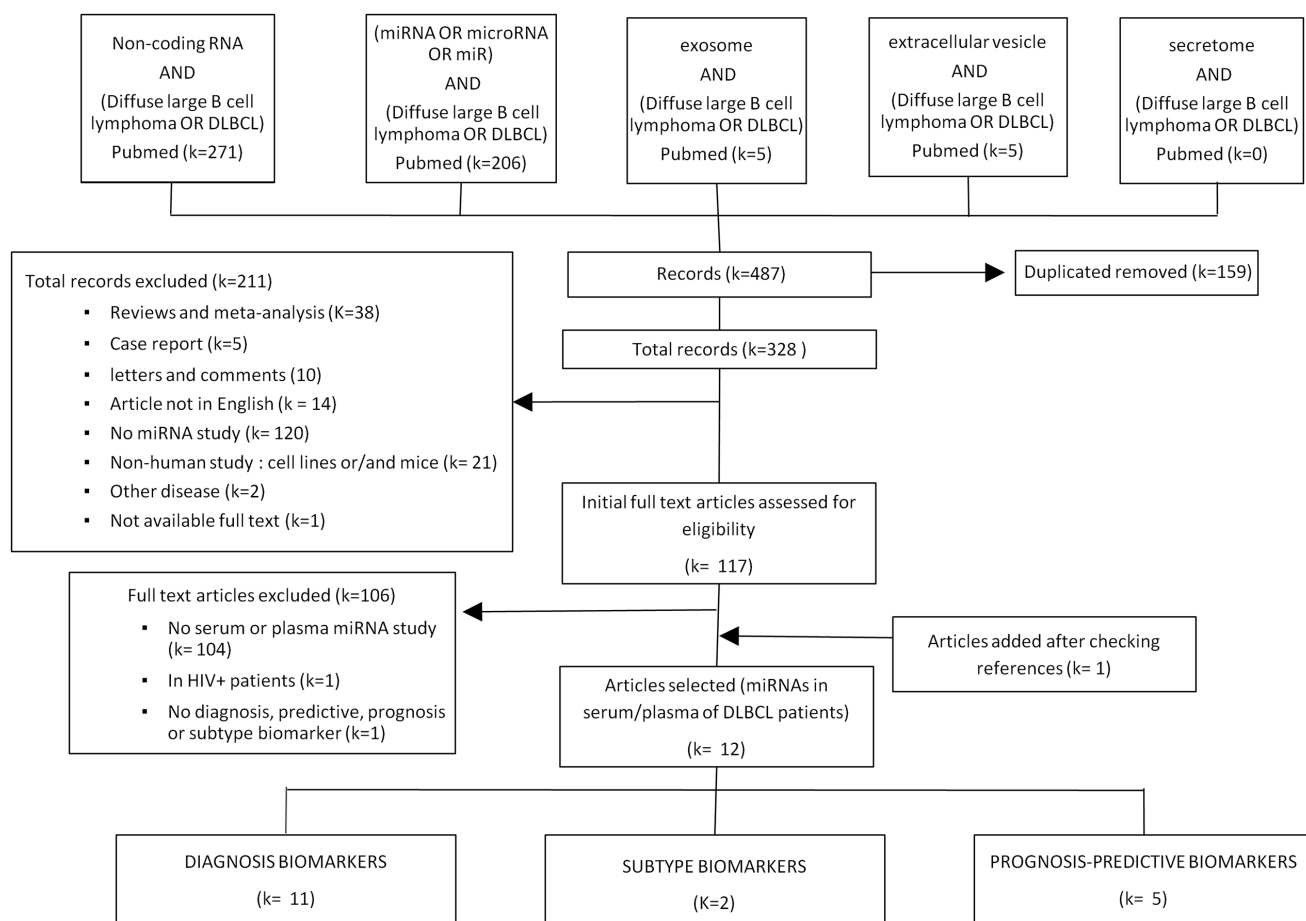 Non-coding RNA
AND
(Diffuse large B cell
lymphoma OR DLBCL)
Pubmed (k=271)
(miRNA OR microRNA
OR miR)
AND
(Diffuse large B cell
lymphoma OR DLBCL)
Pubmed (k=206)
exosome
AND
(Diffuse large B cell
lymphoma OR DLBCL)
Pubmed (k=5)
extracellular vesicle
AND
(Diffuse large B cell
lymphoma OR DLBCL)
Pubmed (k=5)
secretome
AND
(Diffuse large B cell
lymphoma OR DLBCL)
Pubmed (k=0)
Records (k=487)
Duplicated removed (k=159)
Total records (k=328 )
Total records excluded (k=211)
▪ Reviews and meta-analysis (K=38)
▪ Case report (k=5)
▪ letters and comments (10)
▪ Article not in English (k = 14)
▪ No miRNA study (k= 120)
▪ Non-human study : cell lines or/and mice (k= 21)
▪ Other disease (k=2)
▪ Not available full text (k=1)
Initial full text articles assessed for
eligibility
(k= 117)
Full text articles excluded (k=106)
▪ No serum or plasma miRNA study
(k= 104)
▪ In HIV+ patients (k=1)
▪ No diagnosis, predictive, prognosis
or subtype biomarker (k=1)
Articles added after checking
references (k= 1)
Articles selected (miRNAs in
serum/plasma of DLBCL patients)
(k= 12)
DIAGNOSIS BIOMARKERS
(k= 11)
SUBTYPE BIOMARKERS
(K=2)
PROGNOSIS-PREDICTIVE BIOMARKERS
(k= 5)